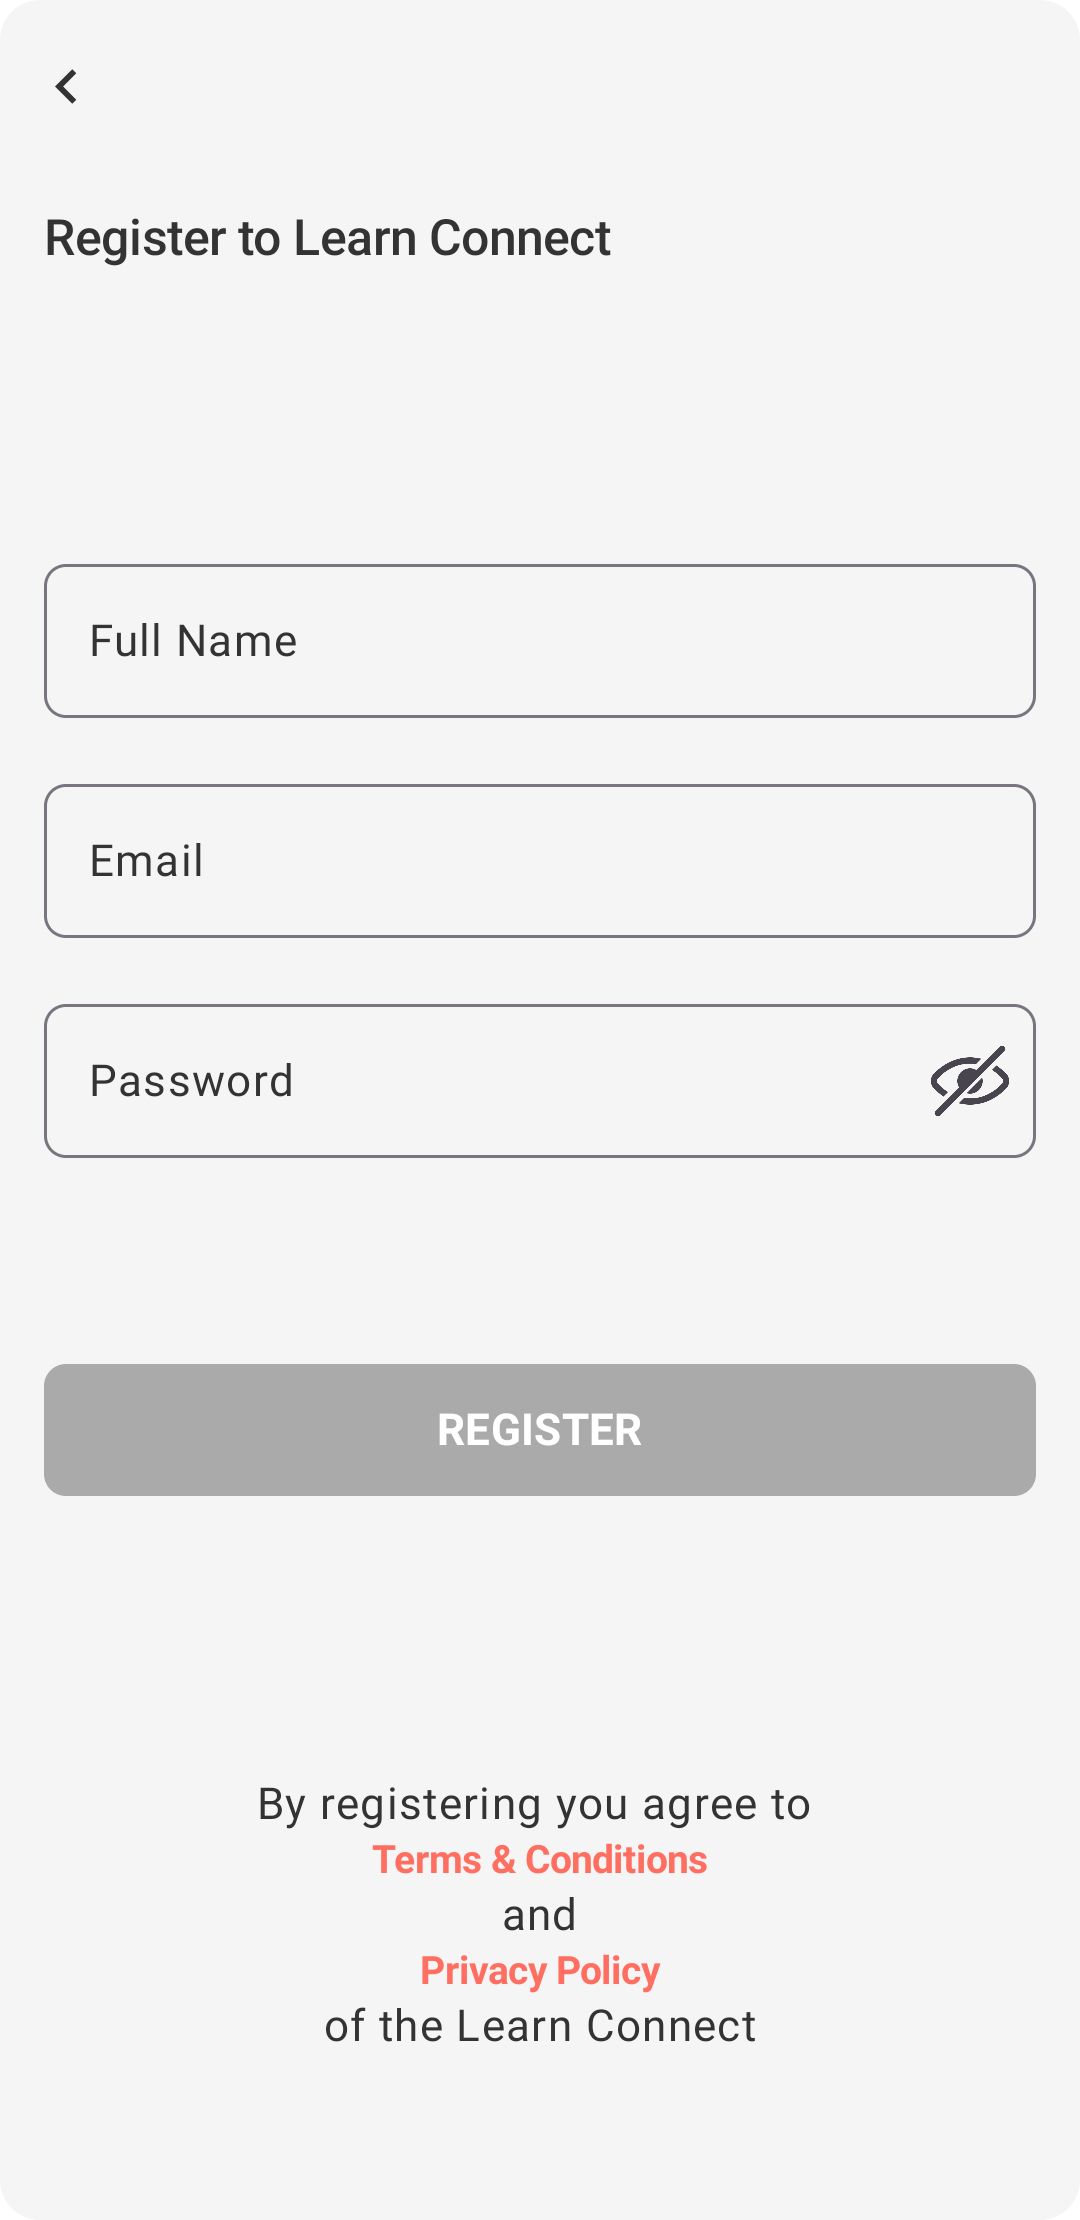 Register to Learn Connect
Full Name
Email
Password
REGISTER
By registering you agree to
Terms & Conditions
and
Privacy Policy
of the Learn Connect